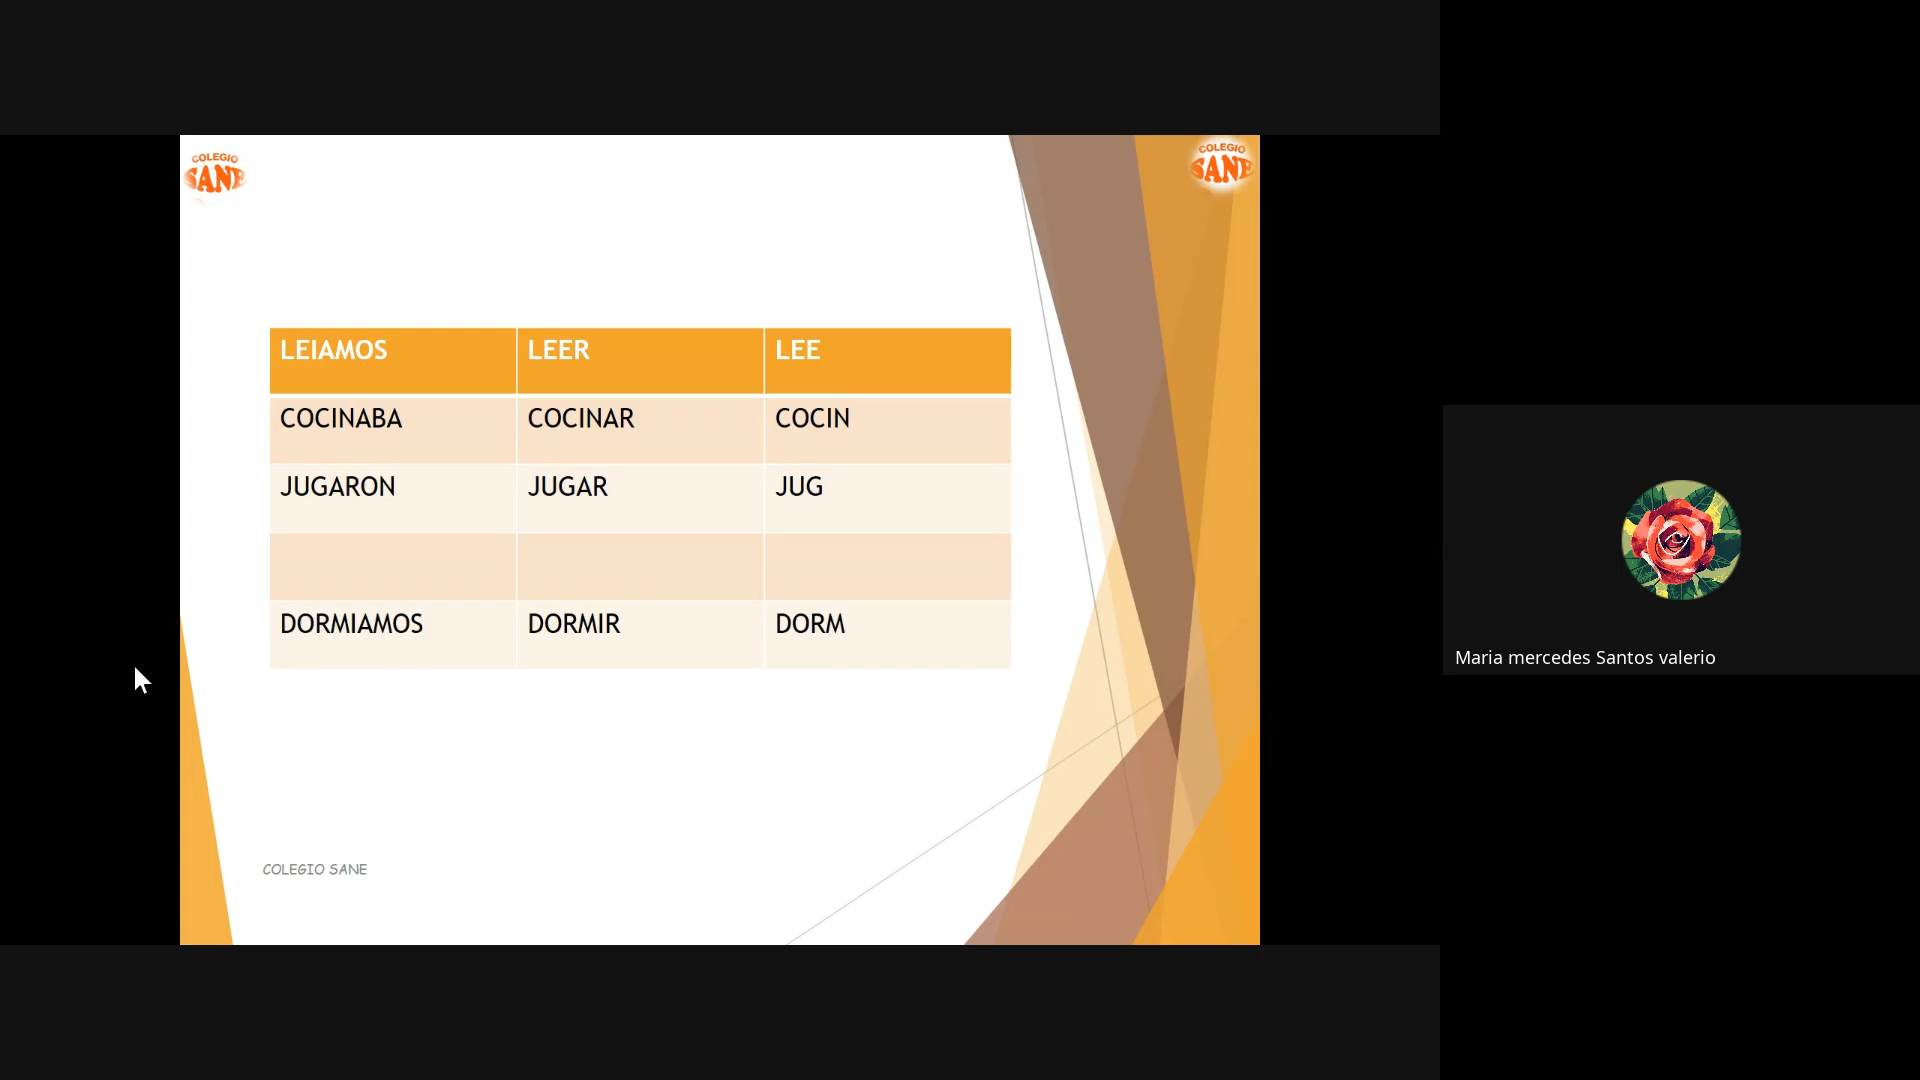 COLEGIO
SANE
COLEGIO
SANE
LEIAMOS LEER LEE
COCINABA COCINAR COCIN
JUGARON JUGAR JUG
DORMIAMOS DORMIR DORM
COLEGIO SANE
Maria mercedes Santos valerio